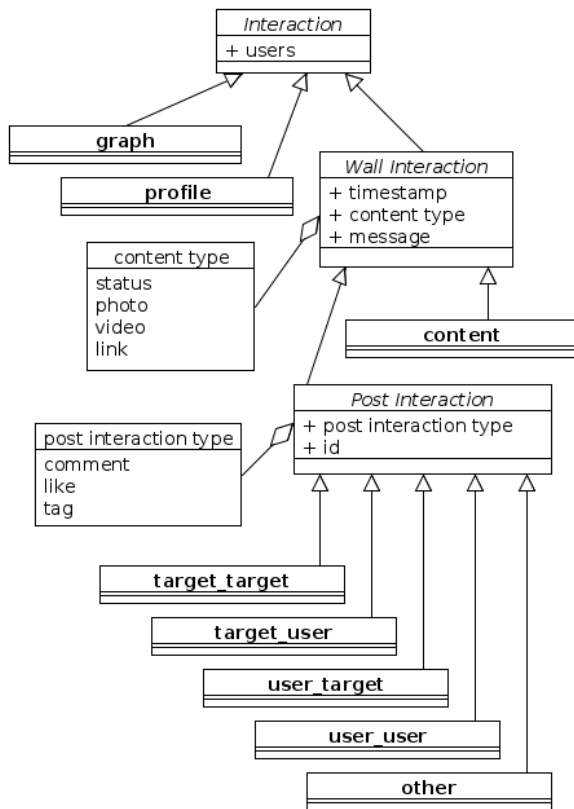 Interaction
+ users
graph
profile
Wall Interaction
+ timestamp
+ content type
+ message
content type
status
photo
video
link
content
Post Interaction
+ post interaction type
+ id
post interaction type
comment
like
tag
target_target
target_user
user_target
user_user
other